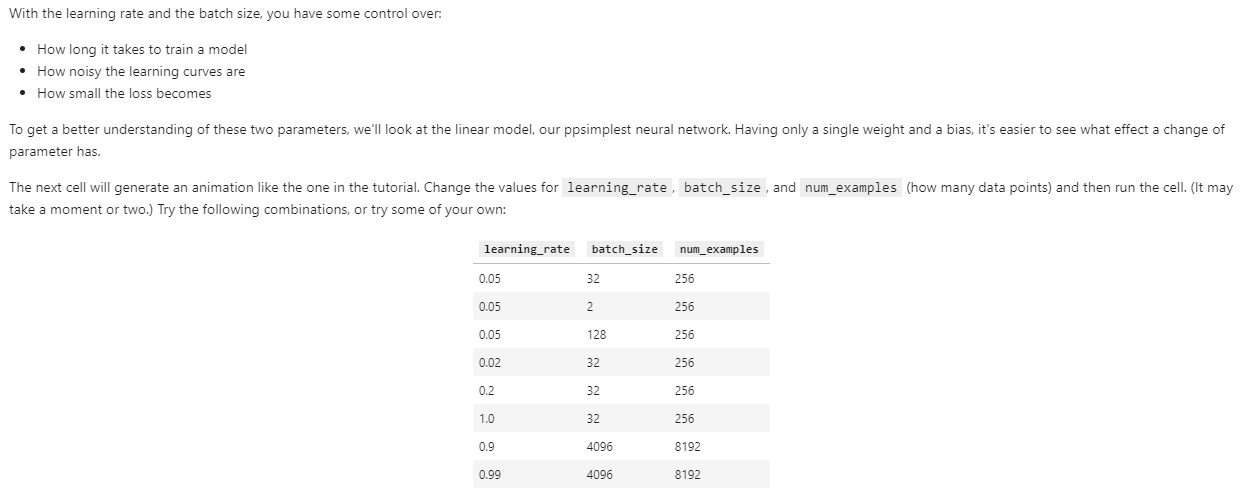 With the learning rate and the batch size, you have some control over:
• How long it takes to train a model
• How noisy the learning curves are
• How small the loss becomes
To get a better understanding of these two parameters, we'll look at the linear model, our ppsimplest neural network. Having only a single weight and a bias, it's easier to see what effect a change of
parameter has.
The next cell will generate an animation like the one in the tutorial. Change the values for learning_rate , batch_size , and num_examples (how many data points) and then run the cell. (It may
take a moment or two.) Try the following combinations, or try some of your own:
learning_rate batch_size num_examples
0.05 32 256
0.05 2 256
0.05 128 256
0.02 32 256
0.2 32 256
1.0 32 256
0.9 4096 8192
0.99 4096 8192